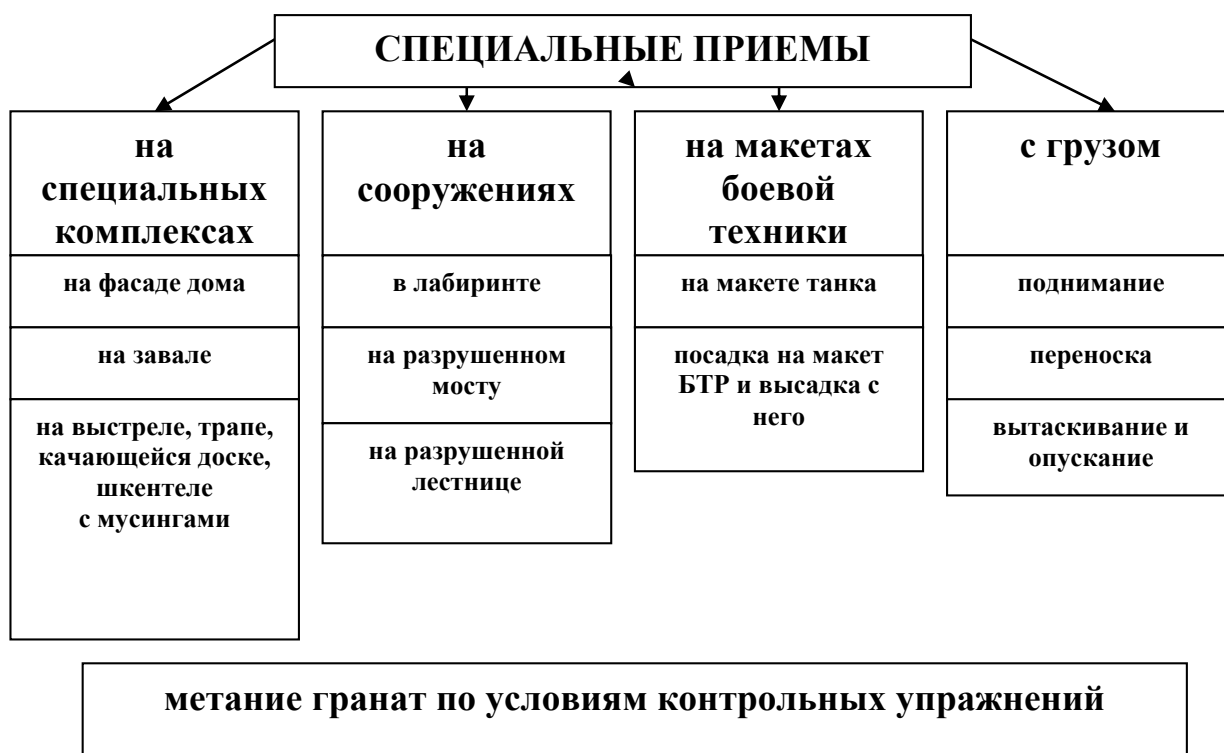 СПЕЦИАЛЬНЫЕ ПРИЕМЫ
на
специальных
комплексах
на фасаде дома
на завале
на выстреле, трапе,
качающейся доске,
шкентеле
с мусингами
на
сооружениях
в лабиринте
на разрушенном
мосту
на разрушенной
лестнице
на макетах
боевой
техники
на макете танка
посадка на макет
БТР и высадка с
него
с грузом
поднимание
переноска
вытаскивание и
опускание
метание гранат по условиям контрольных упражнений